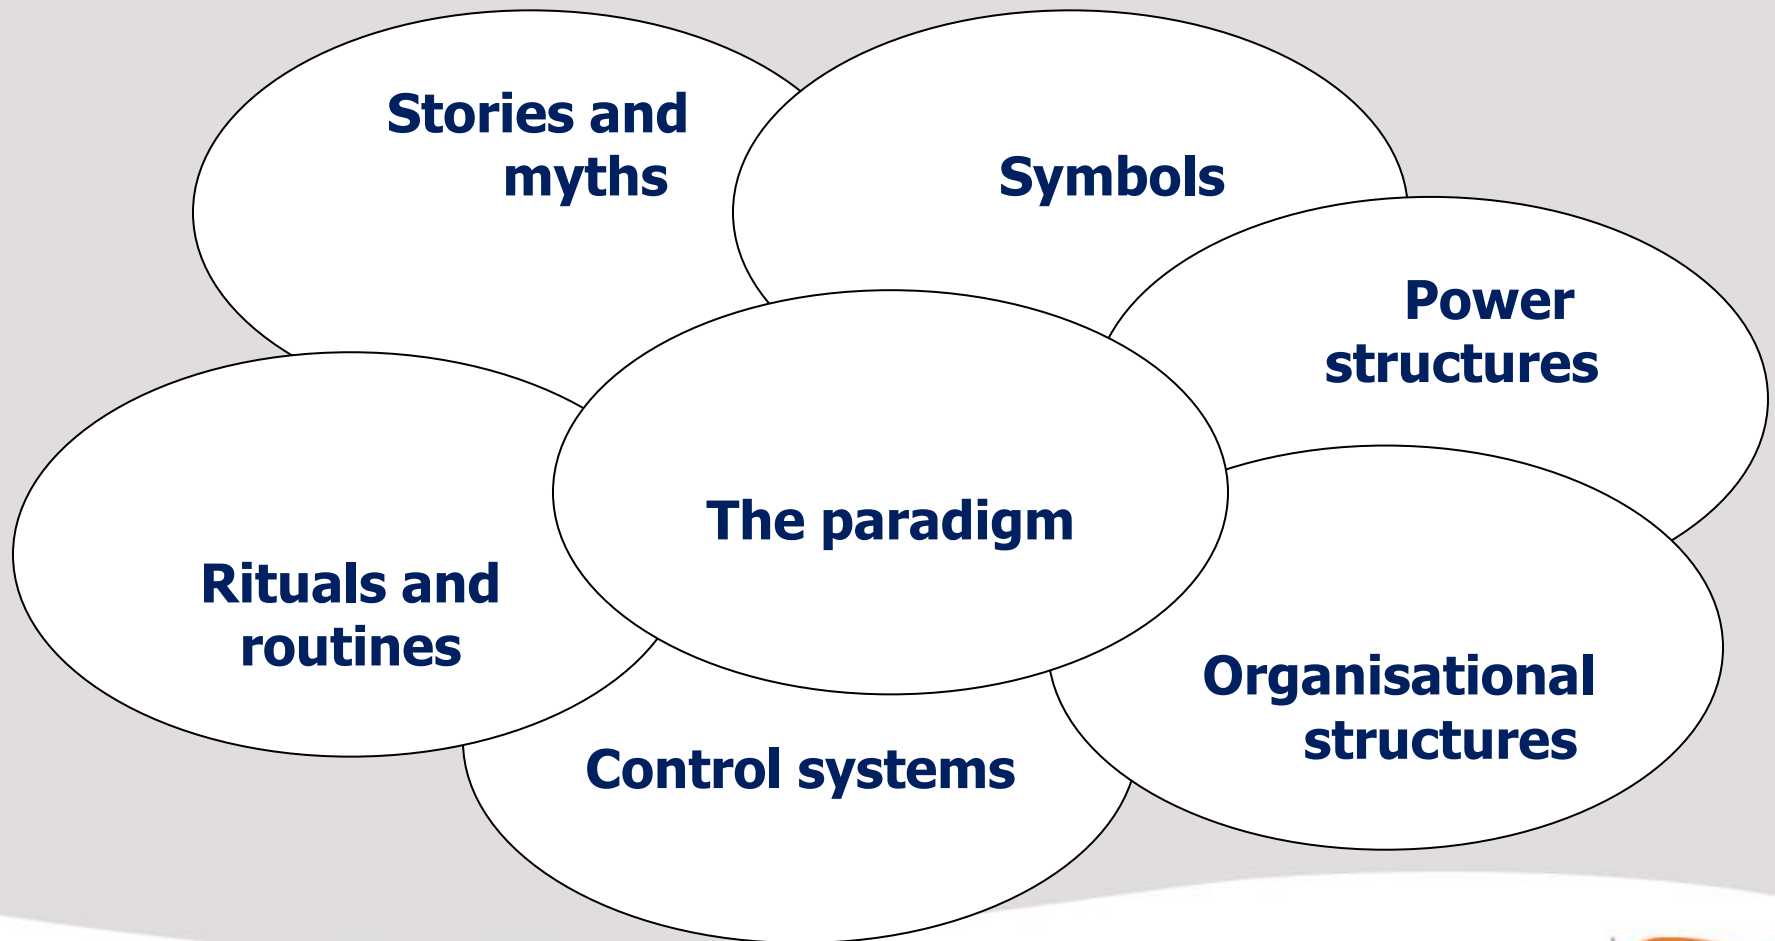 Stories and
myths
Symbols
Power
structures
The paradigm
Rituals and
routines
Organisational
structures
Control systems